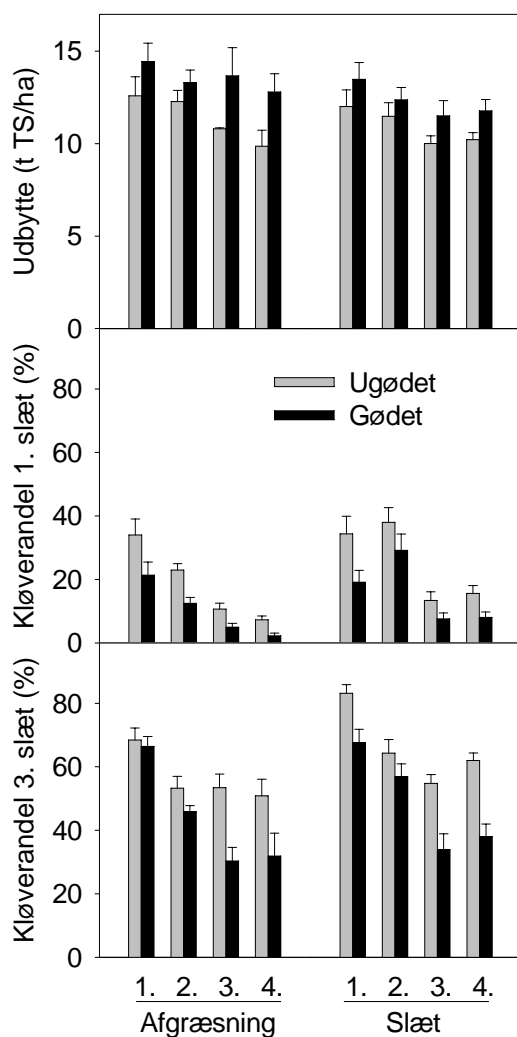 Udbytte (t TS/ha)
15
10
5
0
Kløverandel 1. slæt (%)
80
60
40
20
0
Ugødet
Gødet
Kløverandel 3. slæt (%)
80
60
40
20
0
1. 2. 3. 4. 1. 2. 3. 4.
Afgræsning Slæt